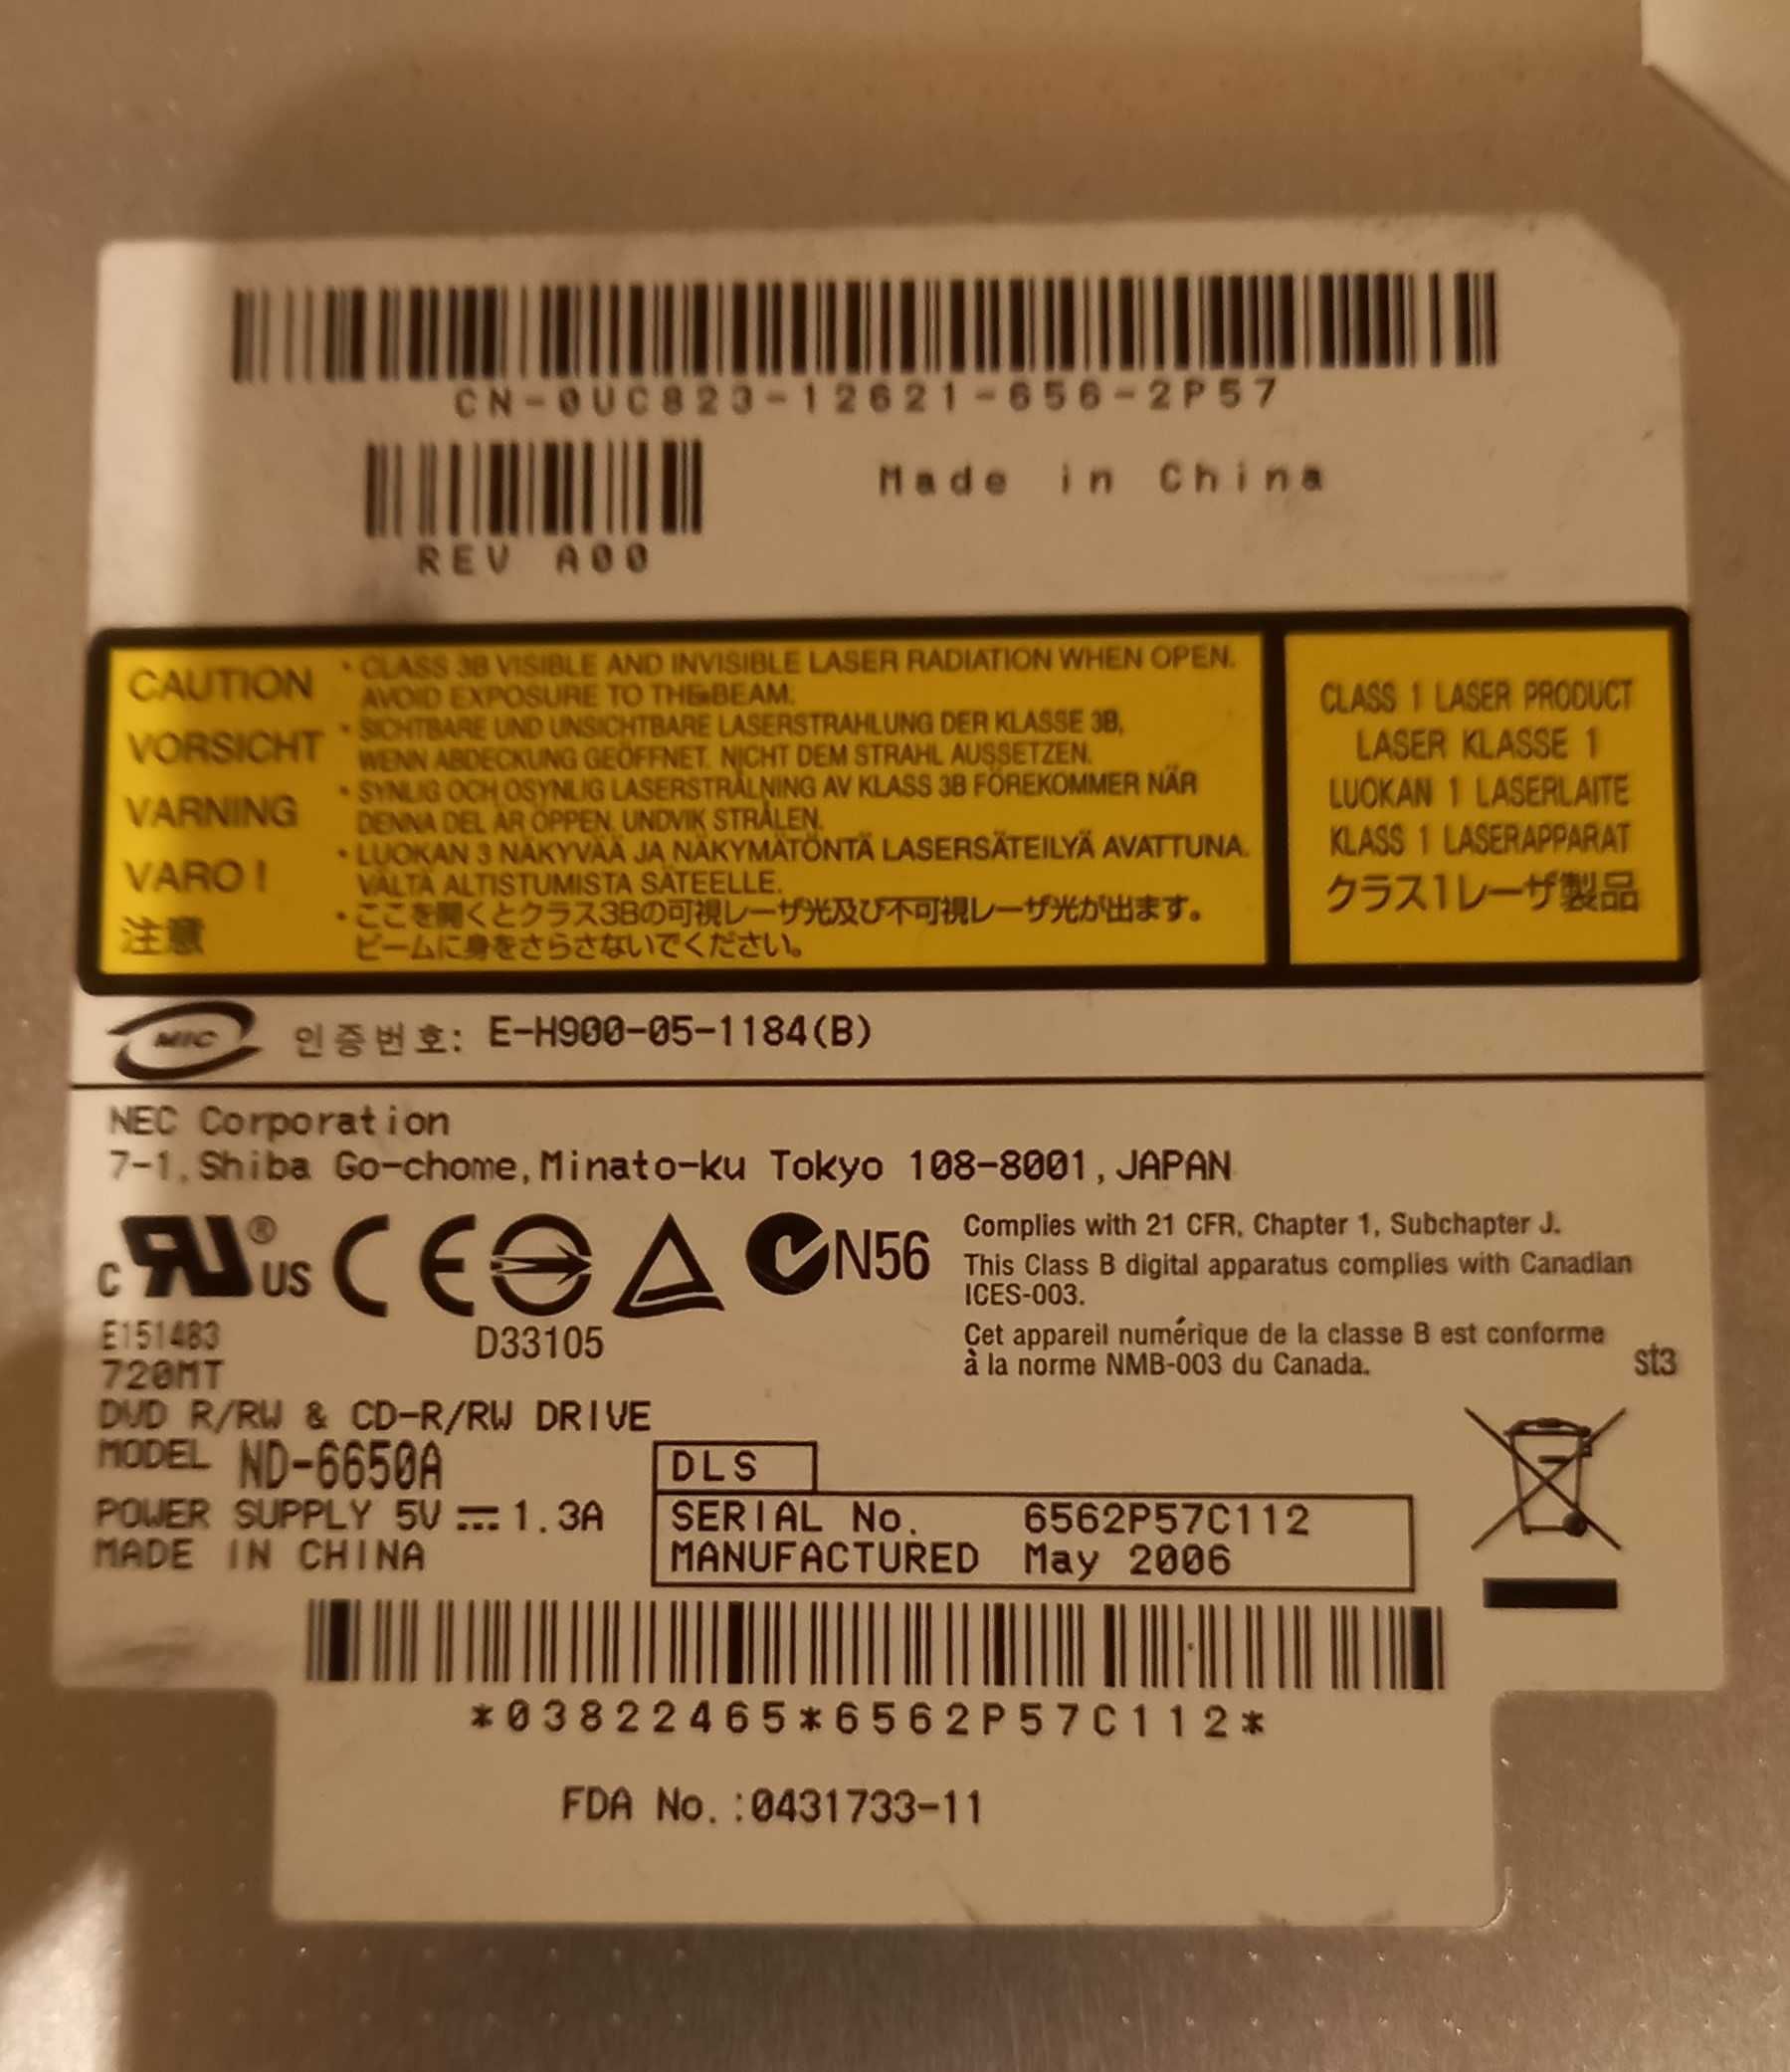 CN-0UC823-12621-656-2P57
REV A00
Made in China
CAUTION
・CLASS 3B VISIBLE AND INVISIBLE LASER RADIATION WHEN OPEN.
AVOID EXPOSURE TO THE BEAM.
VORSICHT
・SICHTBARE UND UNSICHTBARE LASERSTRAHLUNG DER KLASSE 3B,
WENN ABDECKUNG GEÖFFNET. NICHT DEM STRAHL AUSSETZEN.
VARNING
・SYNLIG OCH OSYNLIG LASERSTRÅLNING AV KLASS 3B FÖREKOMMER NÄR
DENNA DEL ÄR ÖPPEN. UNDVIK STRÅLEN.
VARO!
・LUOKAN 3 NÄKYVÄÄ JA NÄKYMÄTÖNTÄ LASERSÄTEILYÄ AVATTUNA.
VÄLTÄ ALTISTUMISTA SÄTEELLE.
注意
・ここを開くとクラス3Bの可視レーザ光及び不可視レーザ光が出ます。
ビームに身をさらさないでください。
CLASS 1 LASER PRODUCT
LASER KLASSE 1
LUOKAN 1 LASERLAITE
KLASS 1 LASERAPPARAT
クラス1レーザ製品
MIC 인증번호: E-H900-05-1184(B)
NEC Corporation
7-1,Shiba Go-chome,Minato-ku Tokyo 108-8001,JAPAN
C UR ® US CE N56
E151483
720MT
D33105
Complies with 21 CFR, Chapter 1, Subchapter J.
This Class B digital apparatus complies with Canadian
ICES-003.
Cet appareil numérique de la classe B est conforme
à la norme NMB-003 du Canada.
st3
DVD R/RW & CD-R/RW DRIVE
MODEL ND-6650A
POWER SUPPLY 5V ⎓ 1.3A
MADE IN CHINA
DLS
SERIAL No. 6562P57C112
MANUFACTURED May 2006
*03822465*6562P57C112*
FDA No.:0431733-11